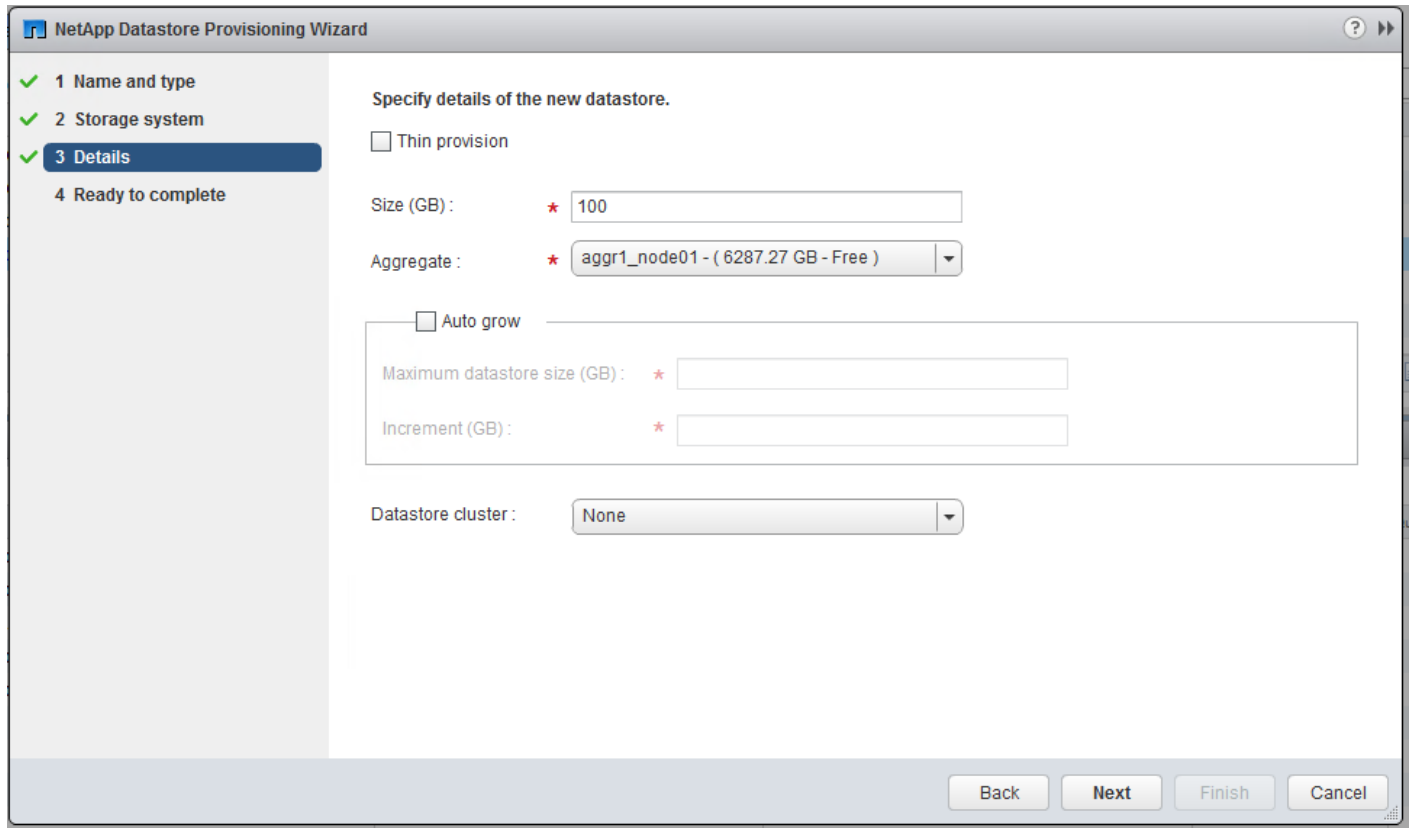 NetApp Datastore Provisioning Wizard
?
1 Name and type
2 Storage system
3 Details
4 Ready to complete
Specify details of the new datastore.
Thin provision
Size (GB) : * 100
Aggregate : * aggr1_node01 - ( 6287.27 GB - Free )
Auto grow
Maximum datastore size (GB) : *
Increment (GB) : *
Datastore cluster : None
Back Next Finish Cancel